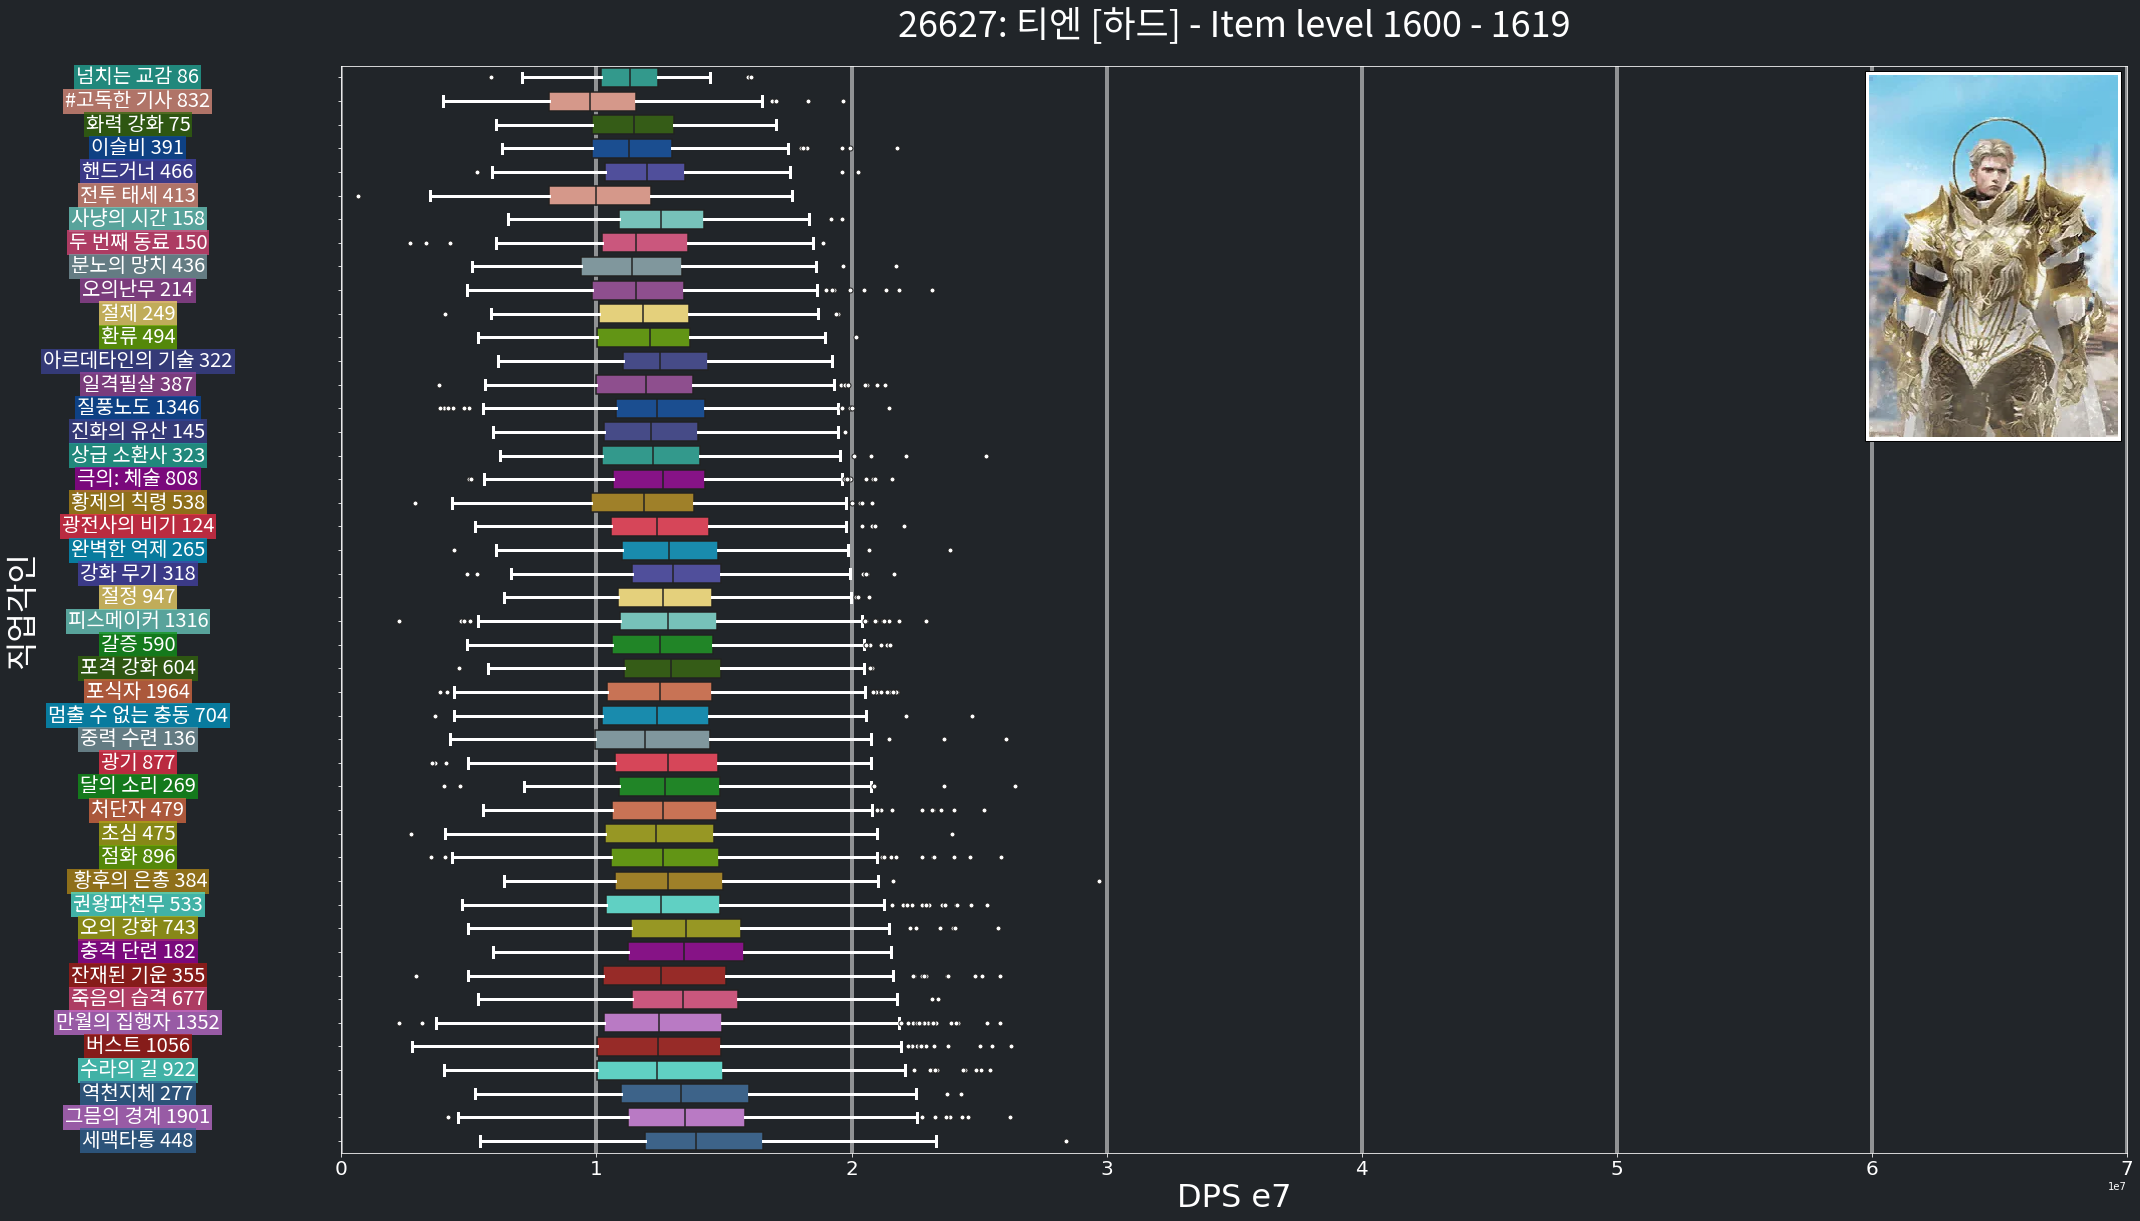 26627: 티엔 [하드] - Item level 1600 - 1619
넘치는 교감 86
#고독한 기사 832
화력 강화 75
이슬비 391
핸드거너 466
전투 태세 413
사냥의 시간 158
두 번째 동료 150
분노의 망치 436
오의난무 214
절제 249
환류 494
아르데타인의 기술 322
일격필살 387
질풍노도 1346
진화의 유산 145
상급 소환사 323
극의: 체술 808
황제의 칙령 538
광전사의 비기 124
완벽한 억제 265
강화 무기 318
절정 947
피스메이커 1316
갈증 590
포격 강화 604
포식자 1964
멈출 수 없는 충동 704
중력 수련 136
광기 877
달의 소리 269
처단자 479
초심 475
점화 896
황후의 은총 384
권왕파천무 533
오의 강화 743
충격 단련 182
잔재된 기운 355
죽음의 습격 677
만월의 집행자 1352
버스트 1056
수라의 길 922
역천지체 277
그믐의 경계 1901
세맥타통 448
직업각인
0 1 2 3 4 5 6 7
1e7
DPS e7